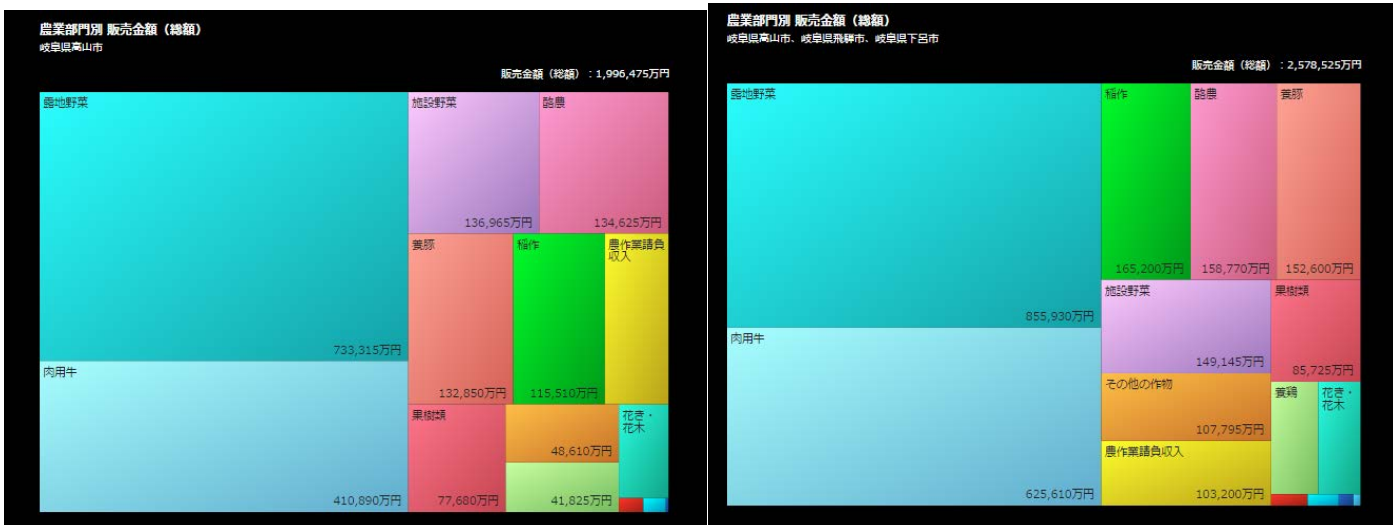 農業部門別 販売金額（総額）
岐阜県高山市
販売金額（総額）：1,996,475万円
露地野菜
733,315万円
施設野菜
136,965万円
酪農
134,625万円
養豚
132,850万円
稲作
115,510万円
農作業請負
収入
肉用牛
410,890万円
果樹類
77,680万円
48,610万円
41,825万円
花き・
花木
農業部門別 販売金額（総額）
岐阜県高山市、岐阜県飛騨市、岐阜県下呂市
販売金額（総額）：2,578,525万円
露地野菜
855,930万円
稲作
165,200万円
酪農
158,770万円
養豚
152,600万円
肉用牛
625,610万円
施設野菜
149,145万円
果樹類
85,725万円
その他の作物
107,795万円
農作業請負収入
103,200万円
養鶏
花き・
花木